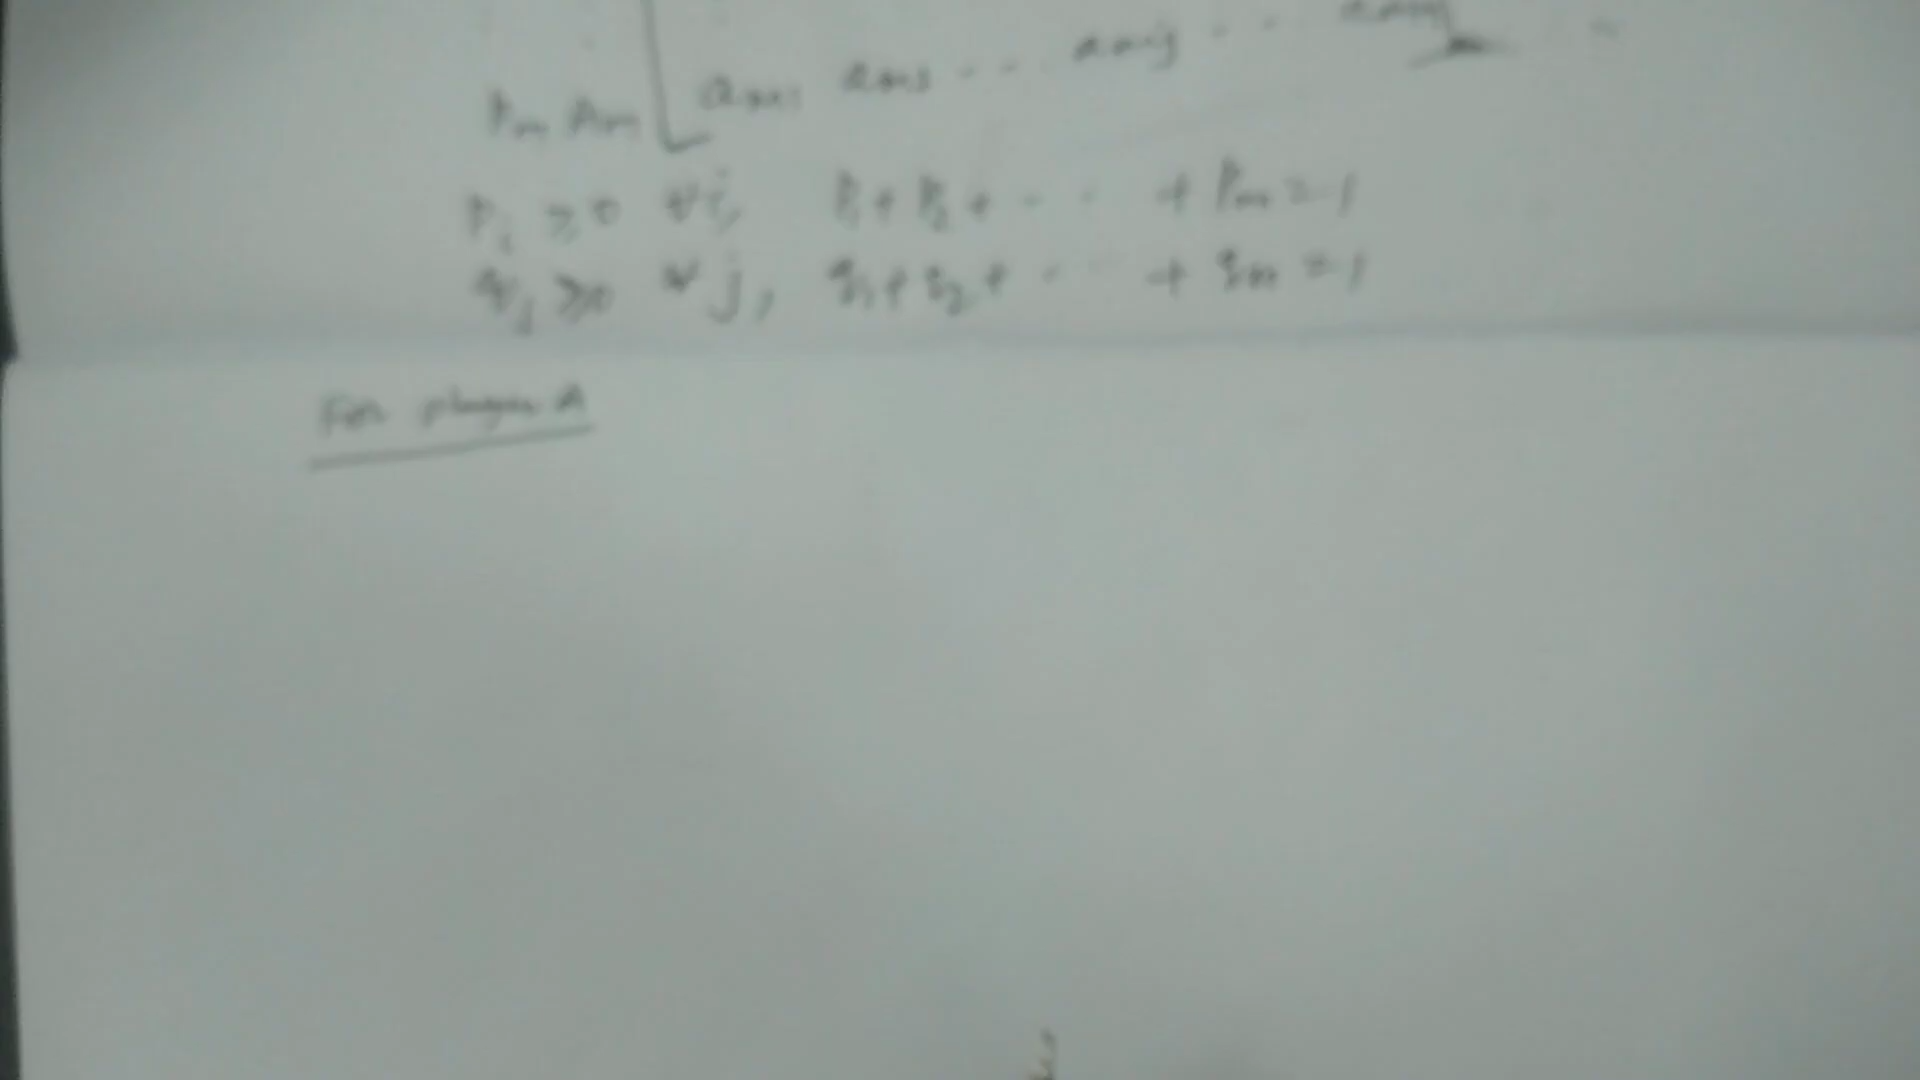 Pm Am [ am1 am2 - - . amj . . amn ]
Pi ≥ 0 ∀ i, P1 + P2 + . . + Pm = 1
qj ≥ 0 ∀ j, q1 + q2 + . . + qn = 1
For player A